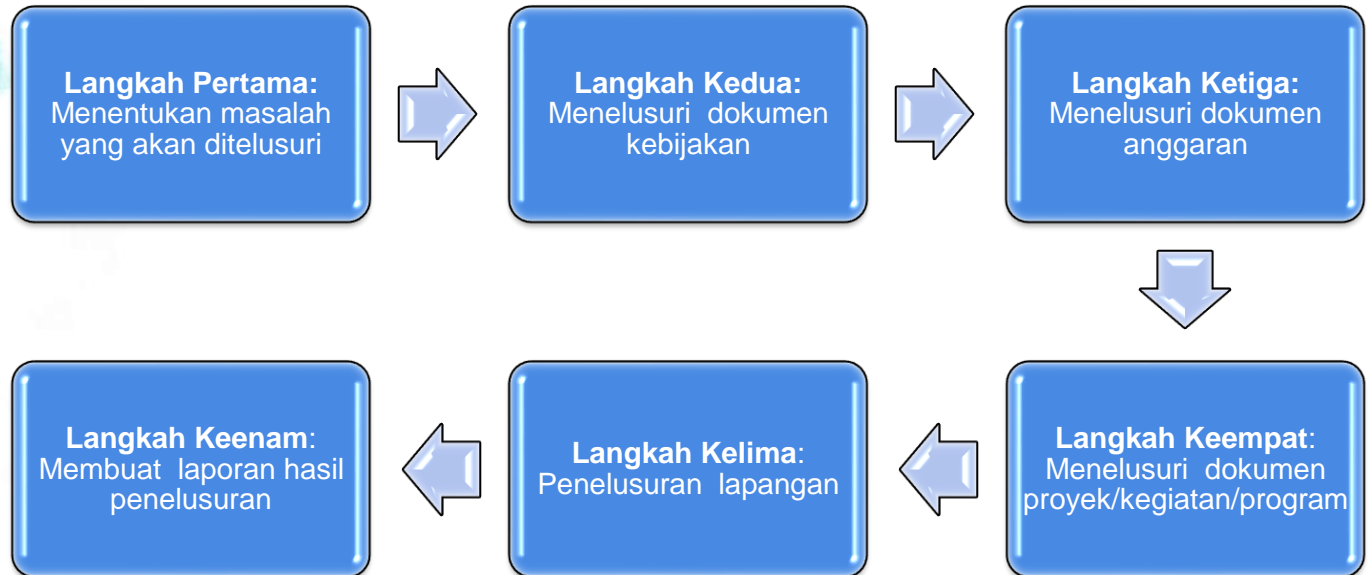 Langkah Pertama:
Menentukan masalah
yang akan ditelusuri
Langkah Kedua:
Menelusuri dokumen
kebijakan
Langkah Ketiga:
Menelusuri dokumen
anggaran
Langkah Keempat:
Menelusuri dokumen
proyek/kegiatan/program
Langkah Kelima:
Penelusuran lapangan
Langkah Keenam:
Membuat laporan hasil
penelusuran